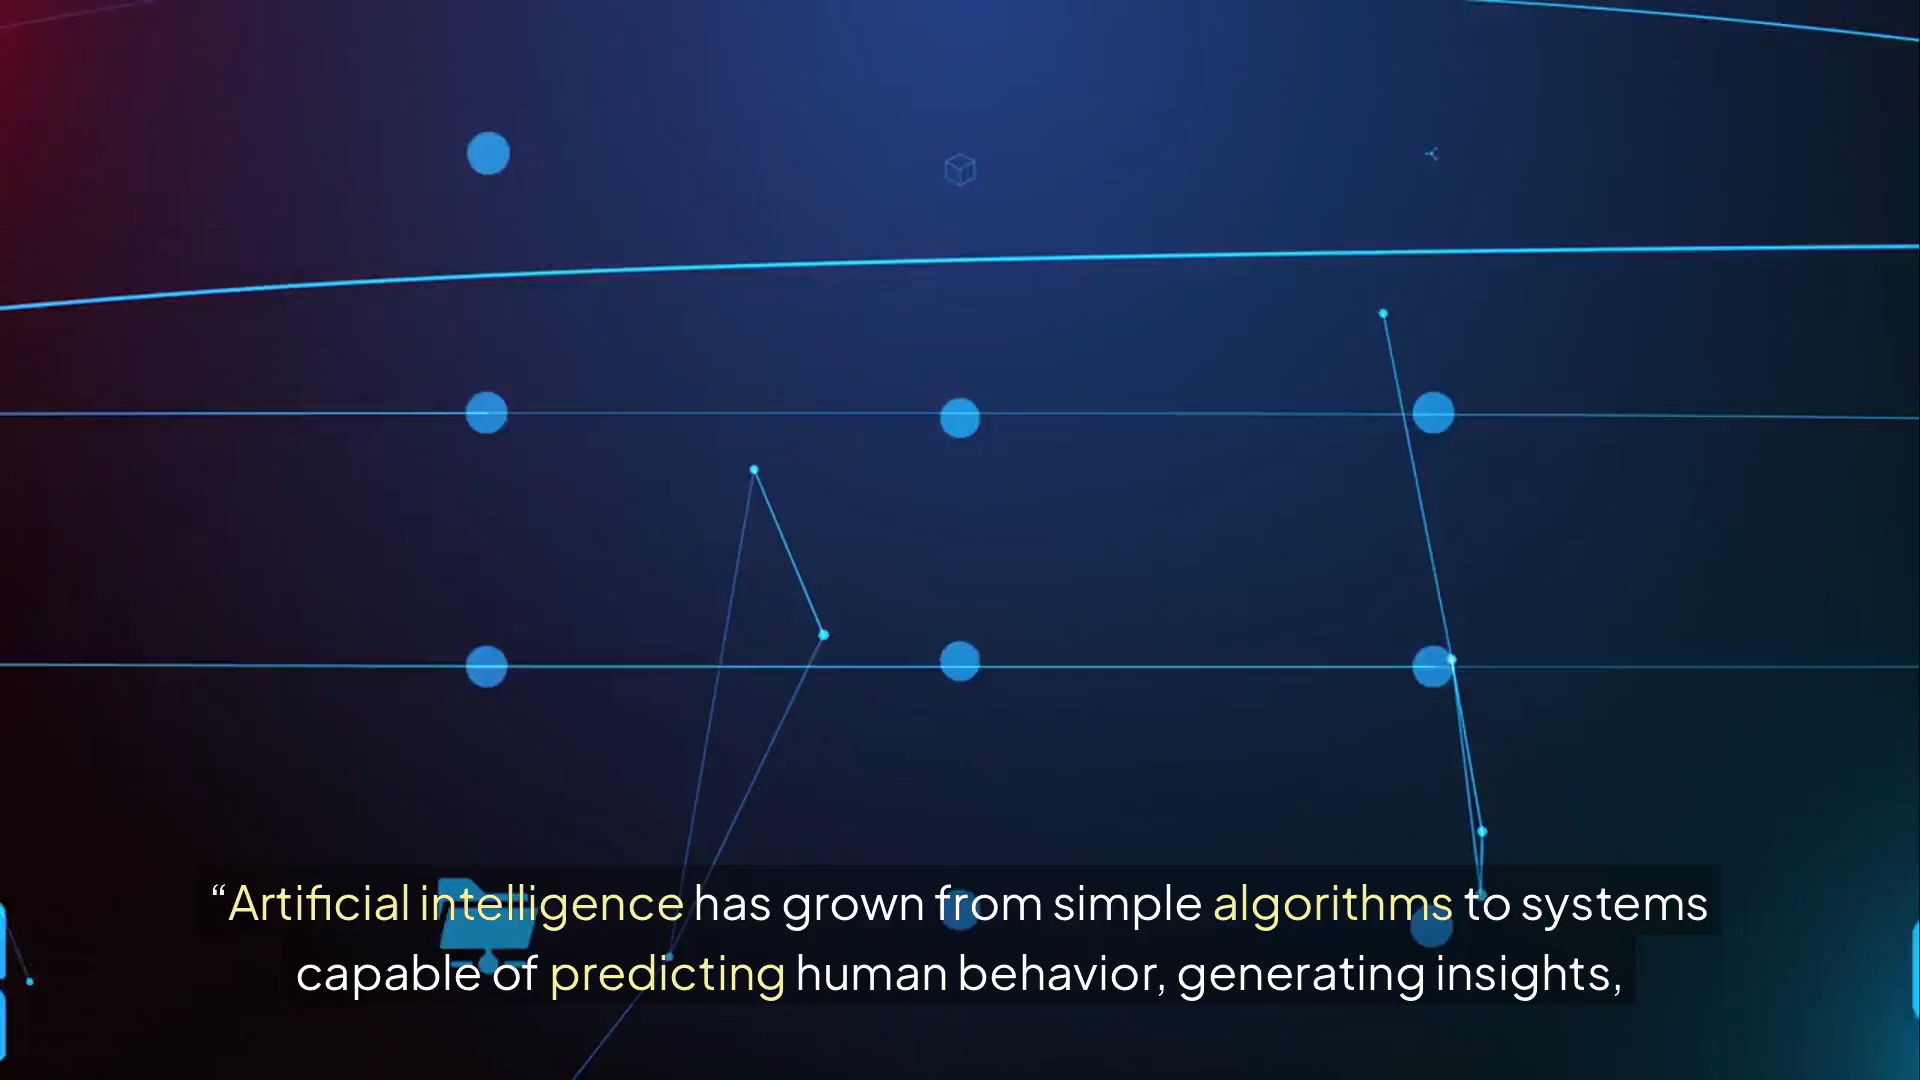 “Artificial intelligence has grown from simple algorithms to systems
capable of predicting human behavior, generating insights,